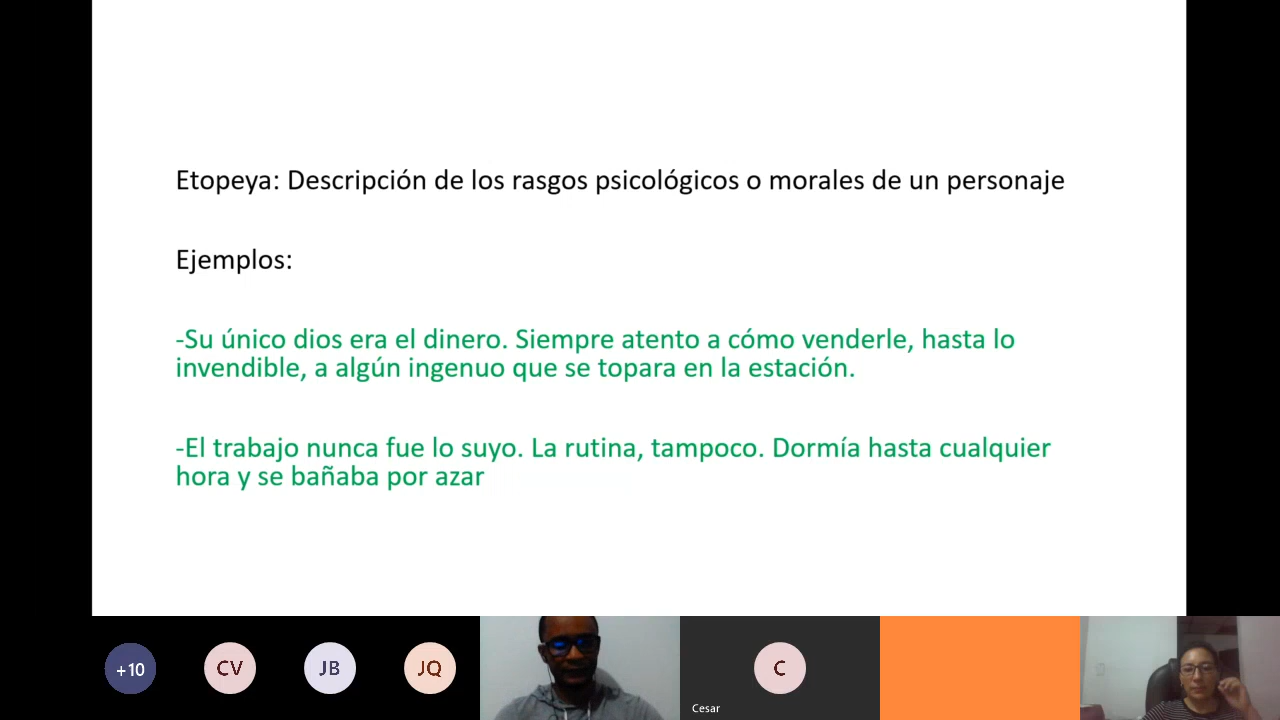 Etopeya: Descripción de los rasgos psicológicos o morales de un personaje
Ejemplos:
-Su único dios era el dinero. Siempre atento a cómo venderle, hasta lo
invendible, a algún ingenuo que se topara en la estación.
-El trabajo nunca fue lo suyo. La rutina, tampoco. Dormía hasta cualquier
hora y se bañaba por azar
+10 CV JB JQ C
Cesar